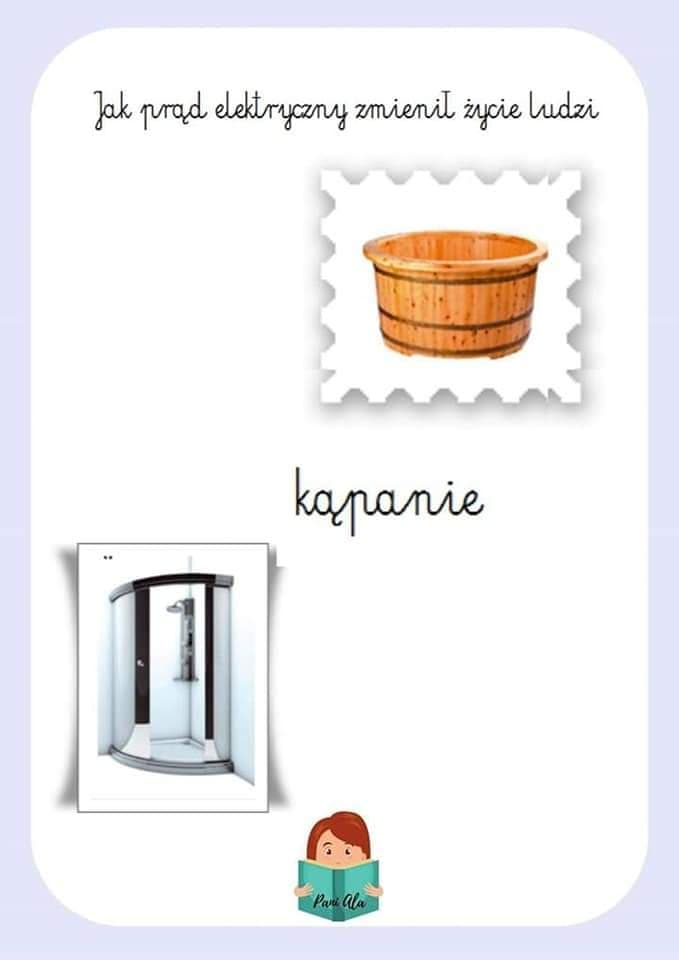 Jak prąd elektryczny zmienił życie ludzi
kąpanie
Pani Ala